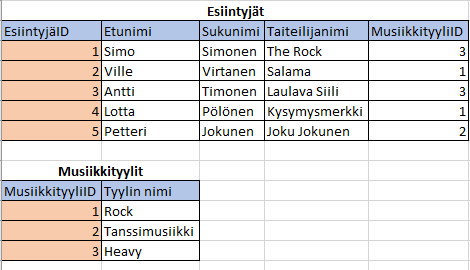 Esiintyjät
EsiintyjäID Etunimi Sukunimi Taiteilijanimi MusiikkityyliID
1 Simo Simonen The Rock 3
2 Ville Virtanen Salama 1
3 Antti Timonen Laulava Siili 3
4 Lotta Pölönen Kysymysmerkki 1
5 Petteri Jokunen Joku Jokunen 2
Musiikkityylit
MusiikkityyliID Tyylin nimi
1 Rock
2 Tanssimusiikki
3 Heavy